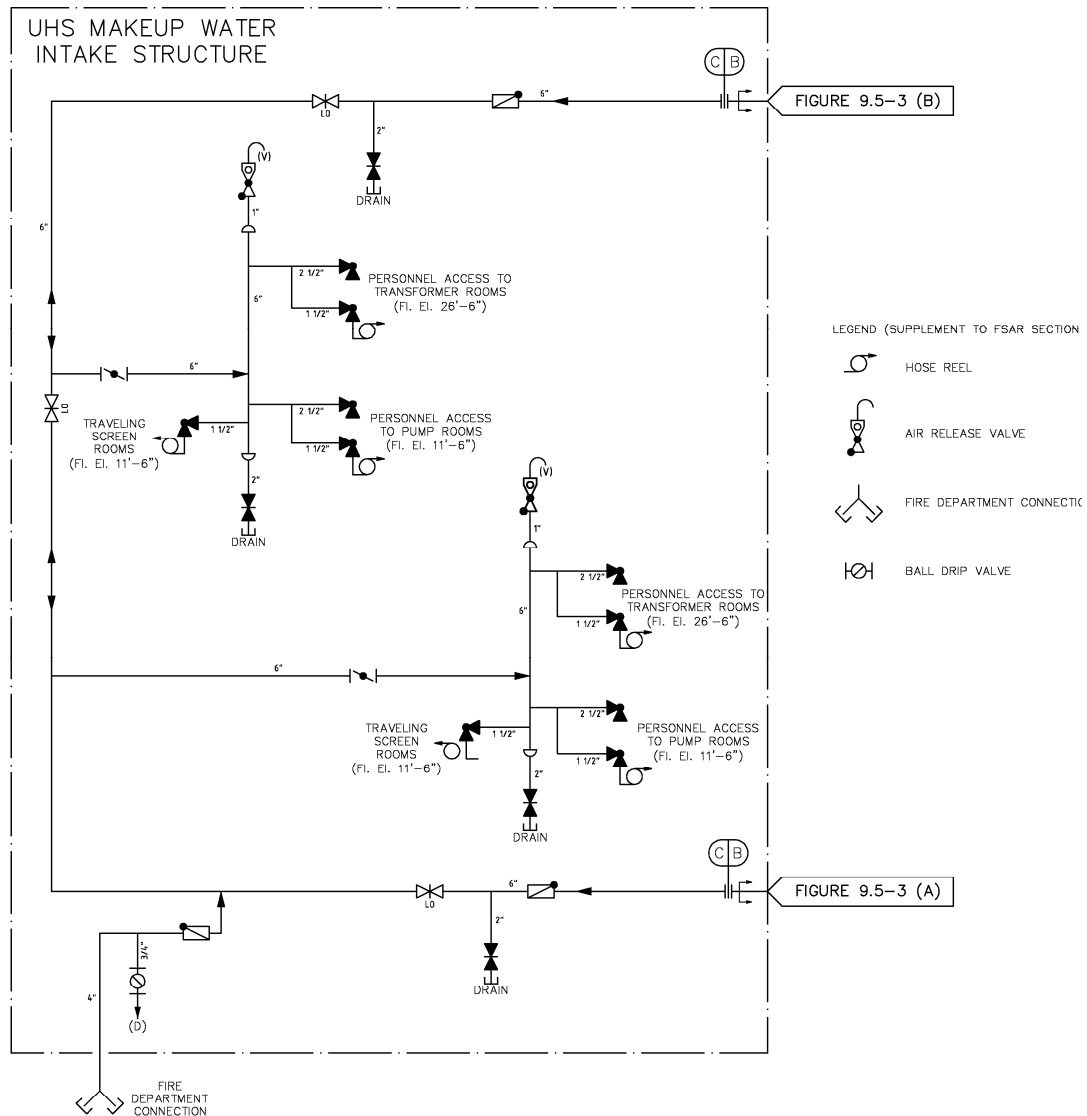 UHS MAKEUP WATER
INTAKE STRUCTURE
C B
6"
FIGURE 9.5-3 (B)
LO
2"
DRAIN
(V)
1"
6"
2 1/2"
PERSONNEL ACCESS TO
TRANSFORMER ROOMS
(Fl. El. 26'-6")
6"
1 1/2"
LEGEND (SUPPLEMENT TO FSAR SECTION
HOSE REEL
6"
LO
2 1/2"
PERSONNEL ACCESS
TO PUMP ROOMS
(Fl. El. 11'-6")
1 1/2"
TRAVELING
SCREEN
ROOMS
(Fl. El. 11'-6")
1 1/2"
AIR RELEASE VALVE
2"
DRAIN
(V)
FIRE DEPARTMENT CONNECTIO
1"
BALL DRIP VALVE
2 1/2"
PERSONNEL ACCESS TO
TRANSFORMER ROOMS
(Fl. El. 26'-6")
6"
1 1/2"
6"
2 1/2"
PERSONNEL ACCESS
TO PUMP ROOMS
(Fl. El. 11'-6")
1 1/2"
TRAVELING
SCREEN
ROOMS
(Fl. El. 11'-6")
1 1/2"
2"
DRAIN
C B
6"
FIGURE 9.5-3 (A)
LO
2"
DRAIN
3/4"
4"
(D)
FIRE
DEPARTMENT
CONNECTION